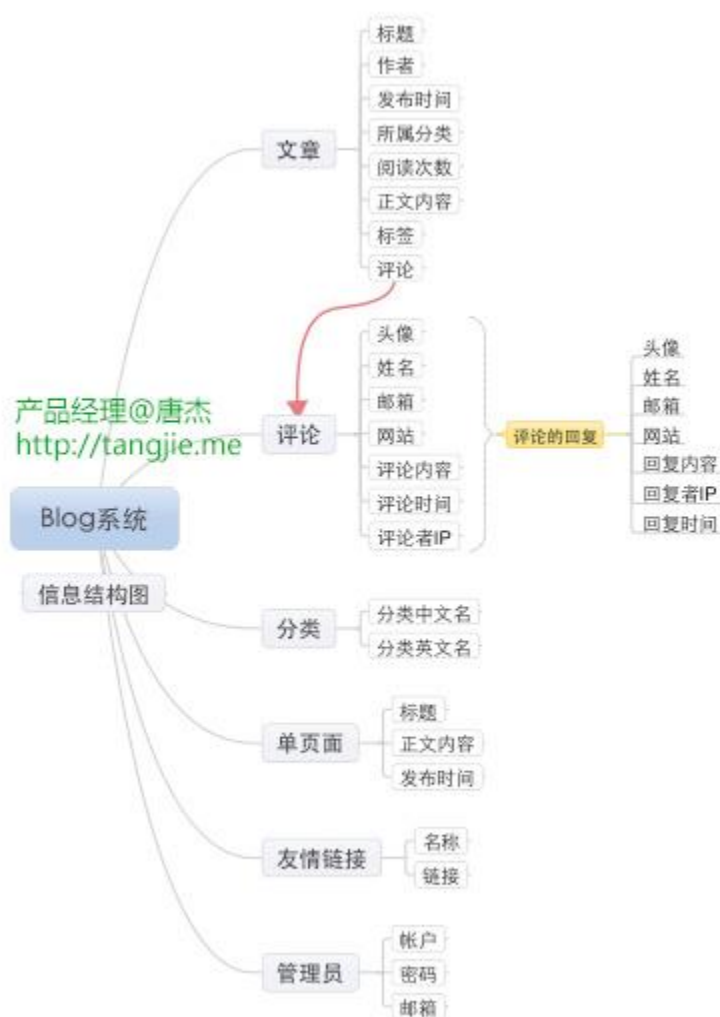 标题
作者
发布时间
所属分类
文章
阅读次数
正文内容
标签
评论
头像
姓名
邮箱
网站
评论
评论内容
评论时间
评论者IP
评论的回复
头像
姓名
邮箱
网站
回复内容
回复者IP
回复时间
产品经理@唐杰
http://tangjie.me
Blog系统
信息结构图
分类
分类中文名
分类英文名
单页面
标题
正文内容
发布时间
友情链接
名称
链接
管理员
帐户
密码
邮箱